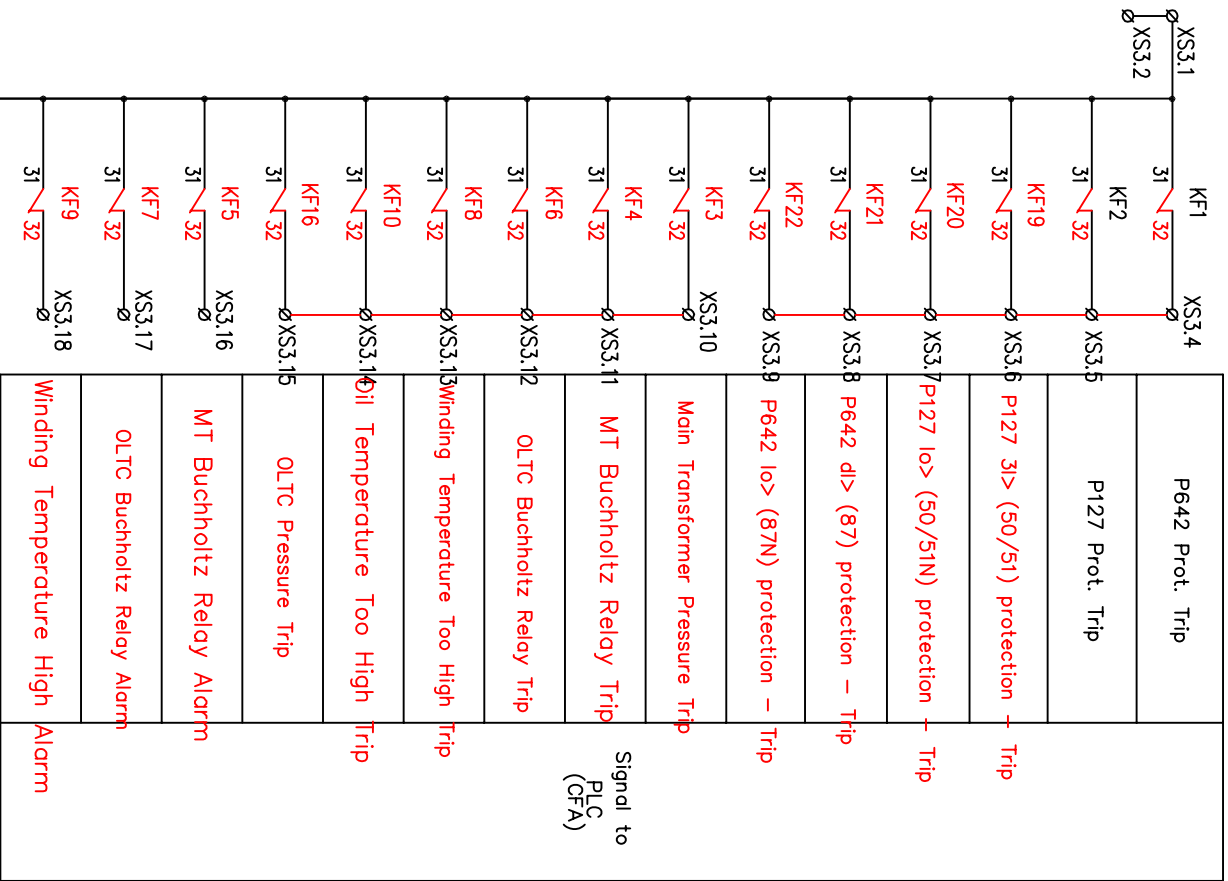 XS3.1
XS3.2
KF1
31 32
XS3.4
P642 Prot. Trip
KF2
31 32
XS3.5
P127 Prot. Trip
KF19
31 32
XS3.6
P127 3I> (50/51) protection – Trip
KF20
31 32
XS3.7
P127 Io> (50/51N) protection – Trip
KF21
31 32
XS3.8
P642 dI> (87) protection – Trip
KF22
31 32
XS3.9
P642 Io> (87N) protection – Trip
KF3
31 32
XS3.10
Main Transformer Pressure Trip
KF4
31 32
XS3.11
MT Buchholtz Relay Trip
KF6
31 32
XS3.12
OLTC Buchholtz Relay Trip
KF8
31 32
XS3.13
Winding Temperature Too High Trip
KF10
31 32
XS3.14
Oil Temperature Too High Trip
KF16
31 32
XS3.15
OLTC Pressure Trip
KF5
31 32
XS3.16
MT Buchholtz Relay Alarm
KF7
31 32
XS3.17
OLTC Buchholtz Relay Alarm
KF9
31 32
XS3.18
Winding Temperature High Alarm
Signal to
PLC
(CFA)